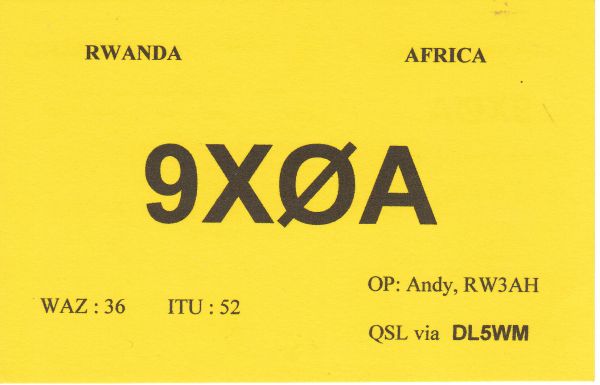 RWANDA AFRICA
9XØA
WAZ : 36 ITU : 52
OP: Andy, RW3AH
QSL via DL5WM